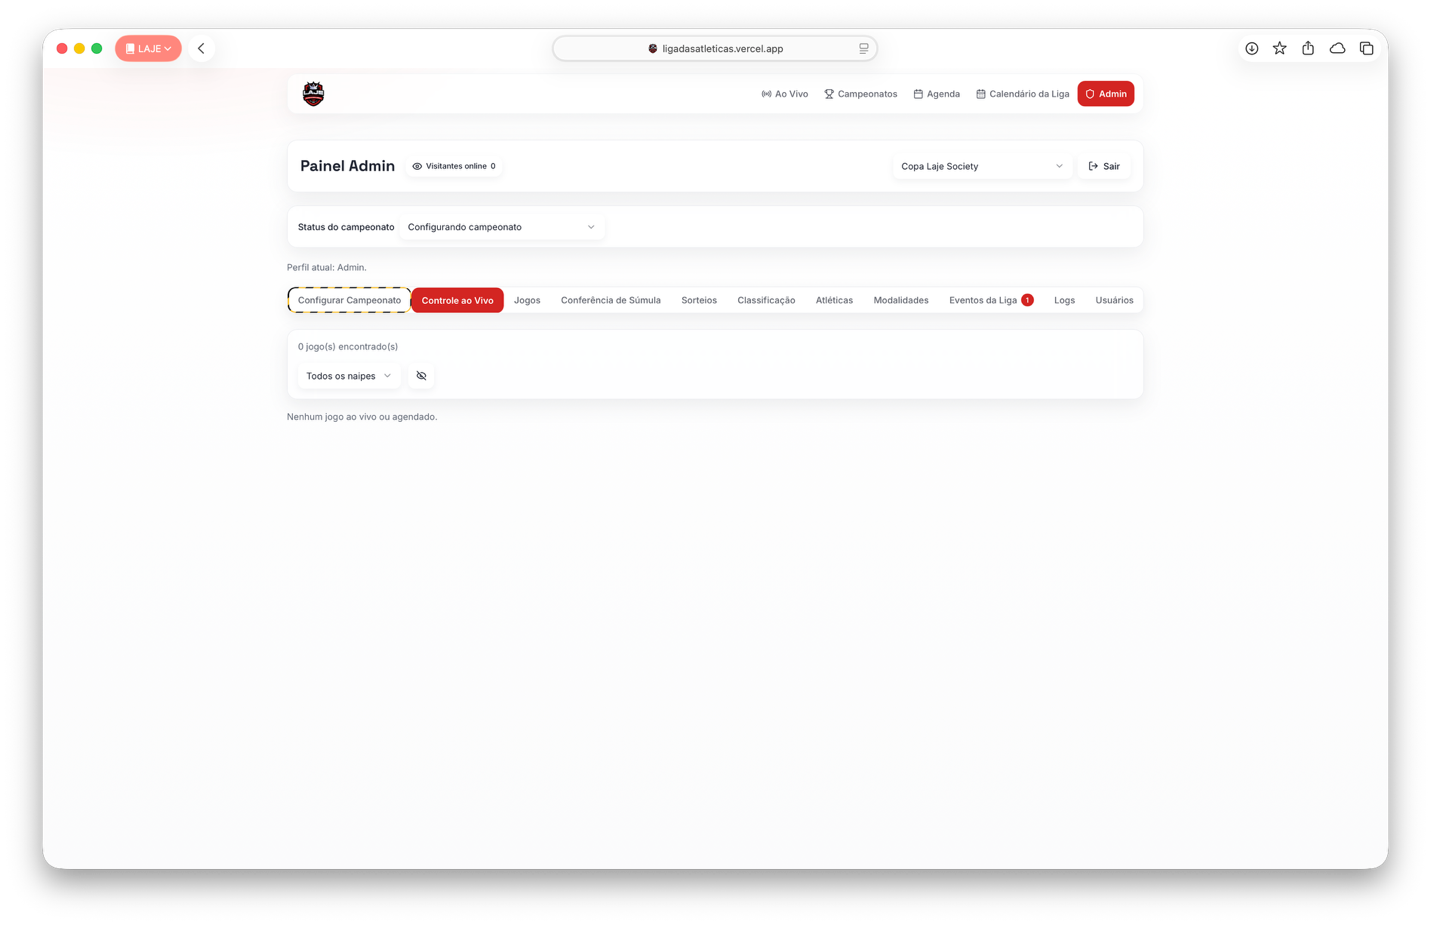 LAJE
ligadasatleticas.vercel.app
LAJE
Ao Vivo
Campeonatos
Agenda
Calendário da Liga
Admin
Painel Admin
Visitantes online 0
Copa Laje Society
Sair
Status do campeonato
Configurando campeonato
Perfil atual: Admin.
Configurar Campeonato
Controle ao Vivo
Jogos
Conferência de Súmula
Sorteios
Classificação
Atléticas
Modalidades
Eventos da Liga 1
Logs
Usuários
0 jogo(s) encontrado(s)
Todos os naipes
Nenhum jogo ao vivo ou agendado.